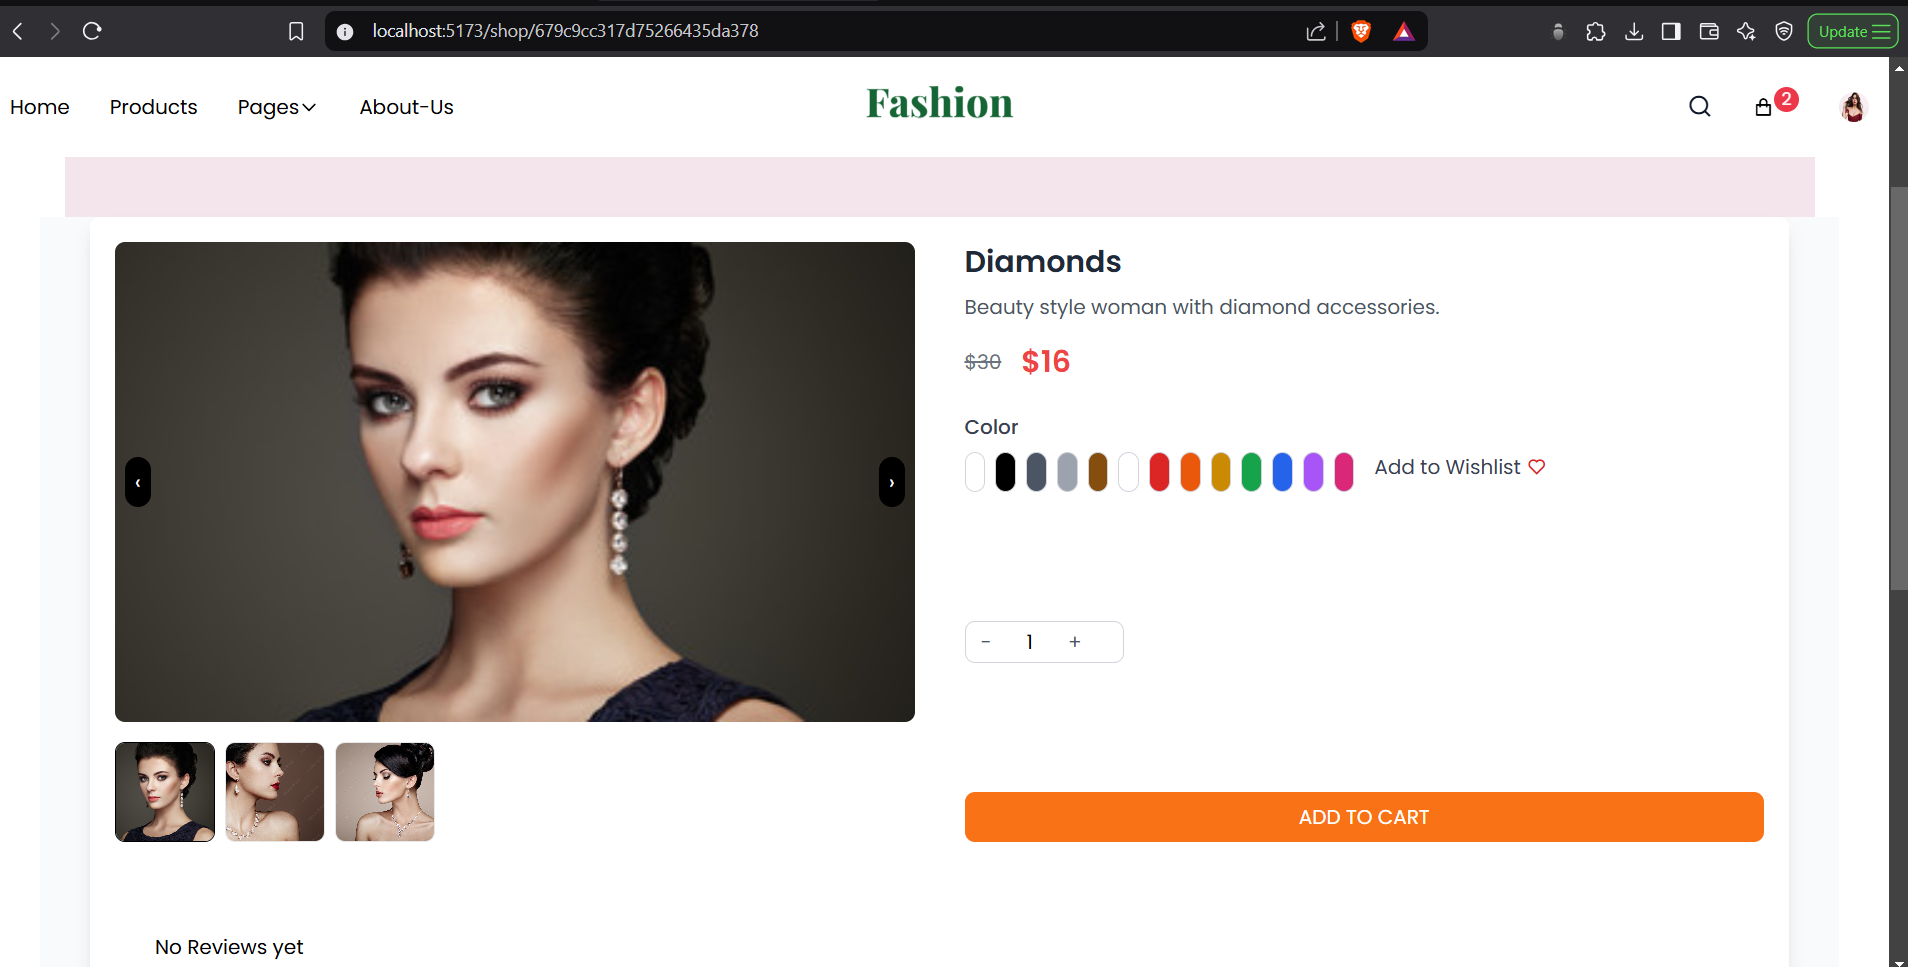 localhost:5173/shop/679c9cc317d75266435da378
Update
Home Products Pages About-Us
Fashion
2
Diamonds
Beauty style woman with diamond accessories.
$30 $16
Color
Add to Wishlist
‹ ›
- 1 +
ADD TO CART
No Reviews yet